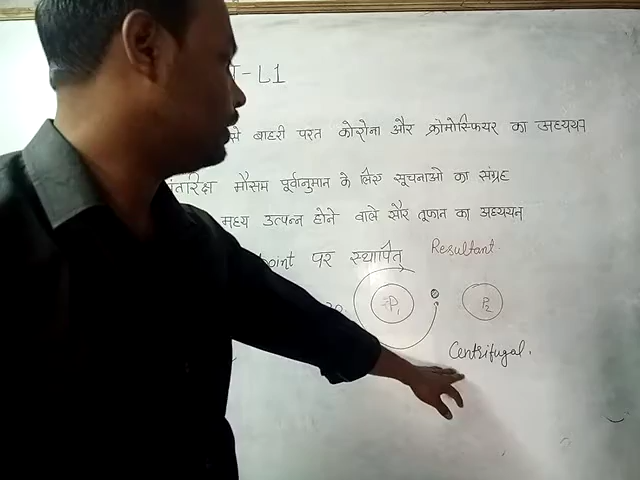 -L1
से बाहरी परत कोरोना और क्रोमोस्फियर का अध्ययन
अंतरिक्ष मौसम पूर्वानुमान के लिए सूचनाओ का संग्रह
मध्य उत्पन्न होने वाले सौर तूफान का अध्ययन
point पर स्थापित् Resultant
P1 P2
Centrifugal.